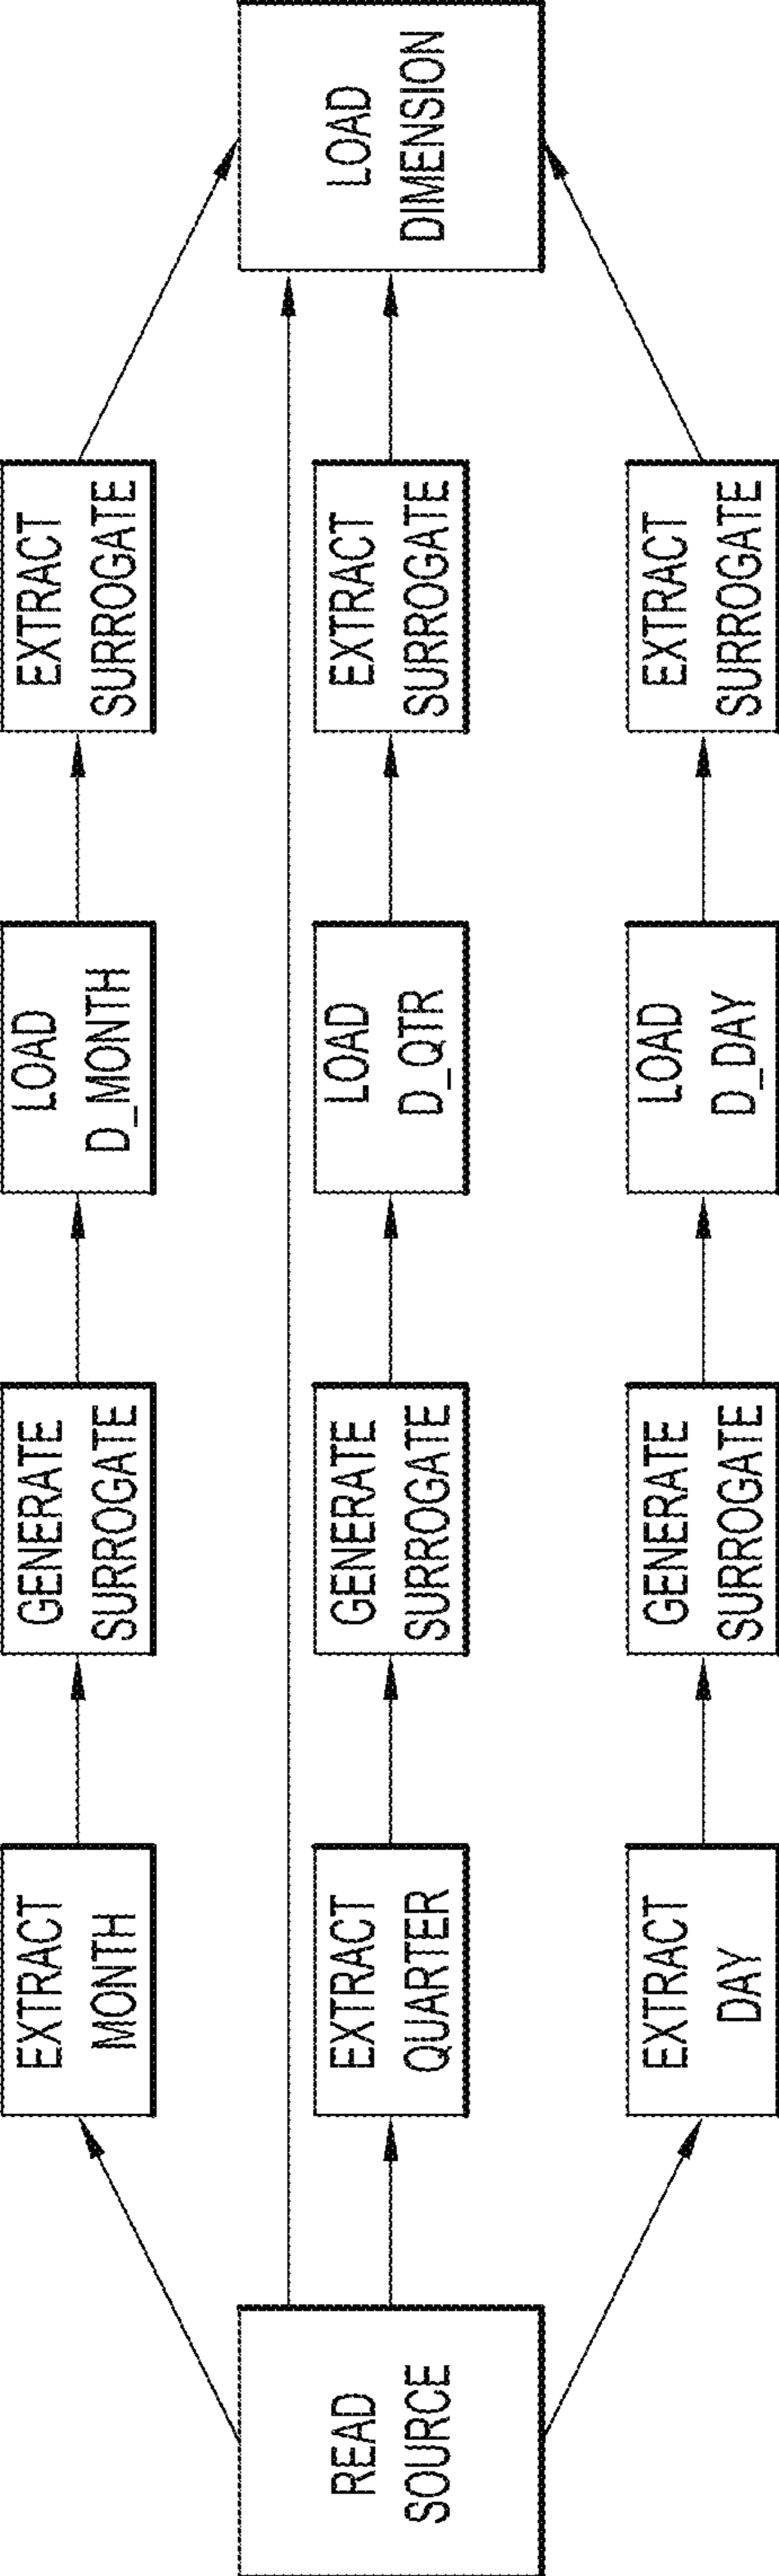 READ
SOURCE
EXTRACT
MONTH
GENERATE
SURROGATE
LOAD
D_MONTH
EXTRACT
SURROGATE
EXTRACT
QUARTER
GENERATE
SURROGATE
LOAD
D_QTR
EXTRACT
SURROGATE
EXTRACT
DAY
GENERATE
SURROGATE
LOAD
D_DAY
EXTRACT
SURROGATE
LOAD
DIMENSION